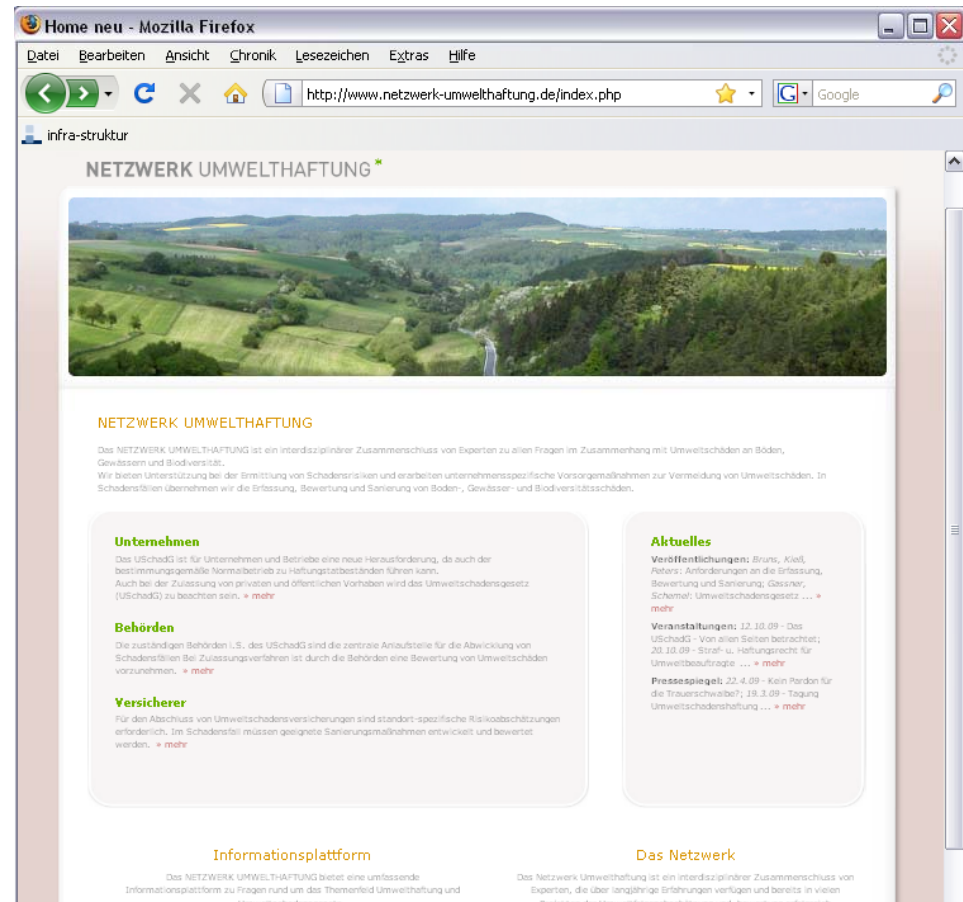 Home neu - Mozilla Firefox
Datei Bearbeiten Ansicht Chronik Lesezeichen Extras Hilfe
http://www.netzwerk-umwelthaftung.de/index.php
G Google
infra-struktur
NETZWERK UMWELTHAFTUNG*
NETZWERK UMWELTHAFTUNG
Das NETZWERK UMWELTHAFTUNG ist ein interdisziplinärer Zusammenschluss von Experten zu allen Fragen im Zusammenhang mit Umweltschäden an Böden,
Gewässern und Biodiversität.
Wir bieten Unterstützung bei der Ermittlung von Schadensrisiken und erarbeiten unternehmensspezifische Vorsorgemaßnahmen zur Vermeidung von Umweltschäden. In
Schadensfällen übernehmen wir die Erfassung, Bewertung und Sanierung von Boden-, Gewässer- und Biodiversitätsschäden.
Unternehmen
Das USchadG ist für Unternehmen und Betriebe eine neue Herausforderung, da auch der
bestimmungsgemäße Normalbetrieb zu Haftungstatbeständen führen kann.
Auch bei der Zulassung von privaten und öffentlichen Vorhaben wird das Umweltschadensgesetz
(USchadG) zu beachten sein. » mehr
Behörden
Die zuständigen Behörden i.S. des USchadG sind die zentrale Anlaufstelle für die Abwicklung von
Schadensfällen Bei Zulassungsverfahren ist durch die Behörden eine Bewertung von Umweltschäden
vorzunehmen. » mehr
Versicherer
Für den Abschluss von Umweltschadensversicherungen sind standort-spezifische Risikoabschätzungen
erforderlich. Im Schadensfall müssen geeignete Sanierungsmaßnahmen entwickelt und bewertet
werden. » mehr
Aktuelles
Veröffentlichungen: Bruns, Kieß,
Peters: Anforderungen an die Erfassung,
Bewertung und Sanierung; Gassner,
Schemel: Umweltschadensgesetz ... »
mehr
Veranstaltungen: 12.10.09 - Das
USchadG - Von allen Seiten betrachtet;
20.10.09 - Straf- u. Haftungsrecht für
Umweltbeauftragte ... » mehr
Pressespiegel: 22.4.09 - Kein Pardon für
die Trauerschwalbe?; 19.3.09 - Tagung
Umweltschadenshaftung ... » mehr
Informationsplattform
Das NETZWERK UMWELTHAFTUNG bietet eine umfassende
Informationsplattform zu Fragen rund um das Themenfeld Umwelthaftung und
Das Netzwerk
Das Netzwerk Umwelthaftung ist ein interdisziplinärer Zusammenschluss von
Experten, die über langjährige Erfahrungen verfügen und bereits in vielen